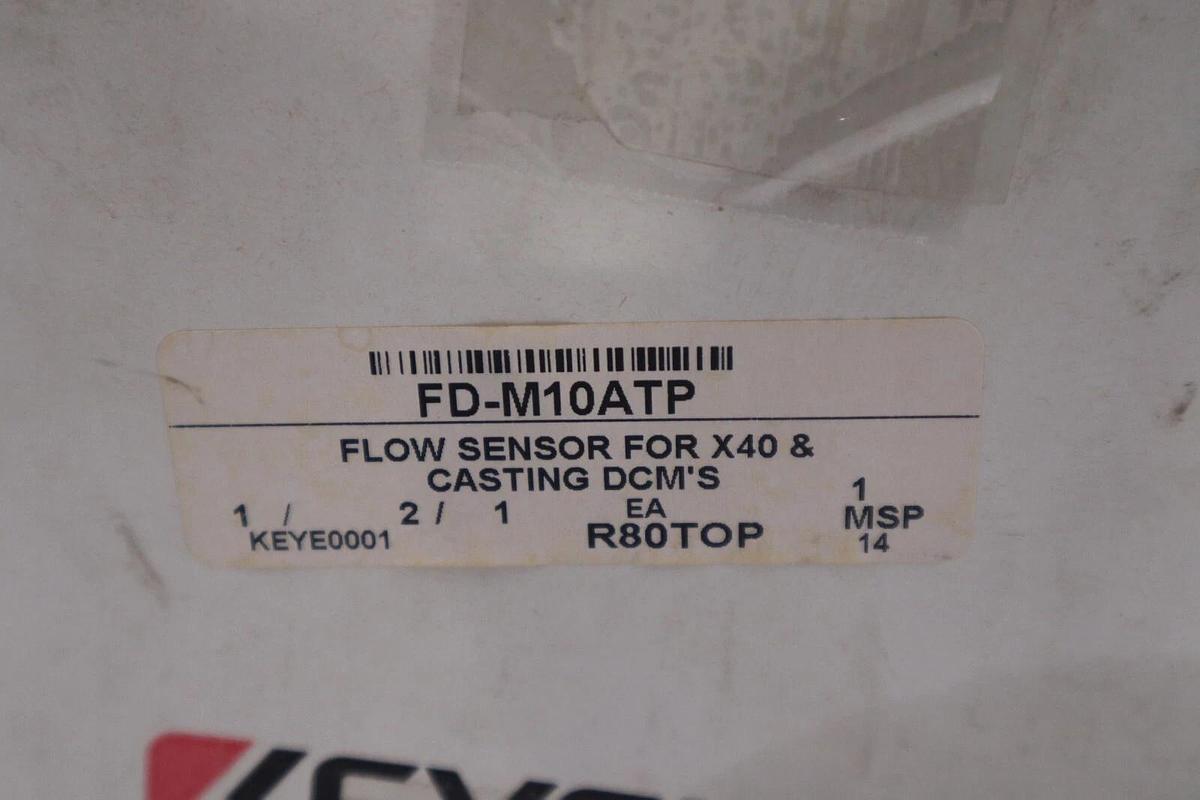 FD-M10ATP
FLOW SENSOR FOR X40 &
CASTING DCM'S
1 / 2 / 1 EA 1
KEYE0001 R80TOP MSP
14